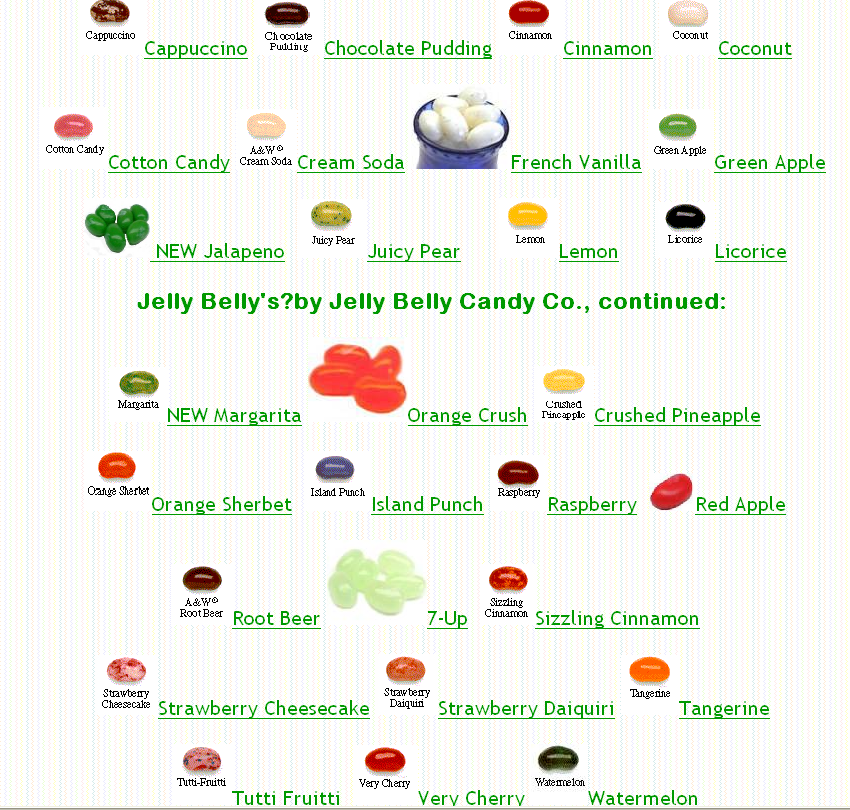 Cappuccino Cappuccino Chocolate Pudding Chocolate Pudding Cinnamon Cinnamon Coconut Coconut
Cotton Candy Cotton Candy A&W® Cream Soda Cream Soda French Vanilla Green Apple Green Apple
NEW Jalapeno Juicy Pear Juicy Pear Lemon Lemon Licorice Licorice
Jelly Belly's?by Jelly Belly Candy Co., continued:
Margarita NEW Margarita Orange Crush Crushed Pineapple Crushed Pineapple
Orange Sherbet Orange Sherbet Island Punch Island Punch Raspberry Raspberry Red Apple
A&W® Root Beer Root Beer 7-Up Sizzling Cinnamon Sizzling Cinnamon
Strawberry Cheesecake Strawberry Cheesecake Strawberry Daiquiri Strawberry Daiquiri Tangerine Tangerine
Tutti-Fruitti Tutti Fruitti Very Cherry Very Cherry Watermelon Watermelon